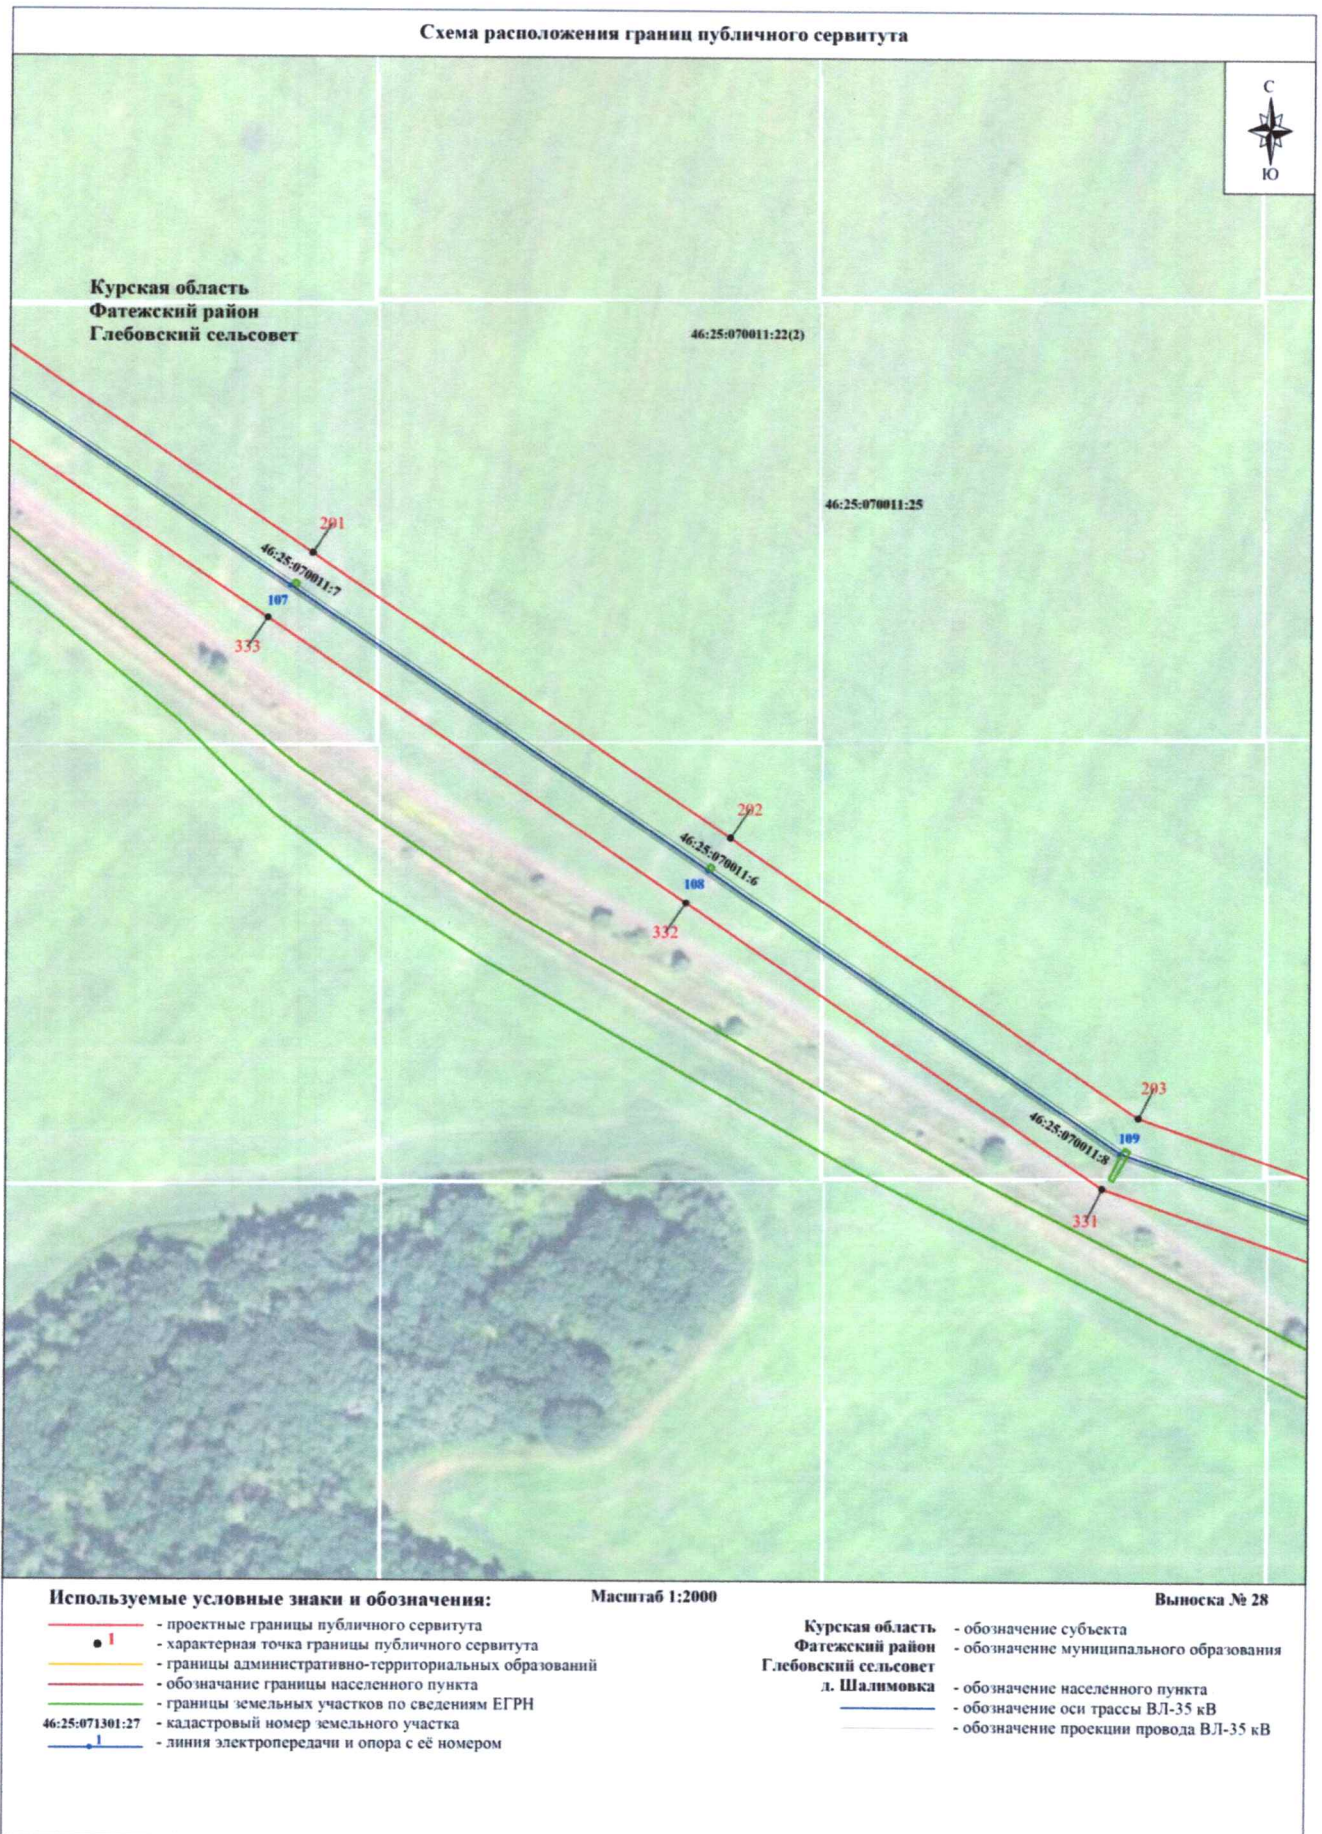 Схема расположения границ публичного сервитута
С
Ю
Курская область
Фатежский район
Глебовский сельсовет
46:25:070011:22(2)
46:25:070011:25
201
46:25:070011:7
107
333
202
46:25:070011:6
108
332
203
46:25:070011:8
109
331
Используемые условные знаки и обозначения:
Масштаб 1:2000
Выноска № 28
- проектные границы публичного сервитута
1 - характерная точка границы публичного сервитута
- границы административно-территориальных образований
- обозначание границы населенного пункта
- границы земельных участков по сведениям ЕГРН
46:25:071301:27 - кадастровый номер земельного участка
1 - линия электропередачи и опора с её номером
Курская область - обозначение субъекта
Фатежский район - обозначение муниципального образования
Глебовский сельсовет
д. Шалимовка - обозначение населенного пункта
- обозначение оси трассы ВЛ-35 кВ
- обозначение проекции провода ВЛ-35 кВ